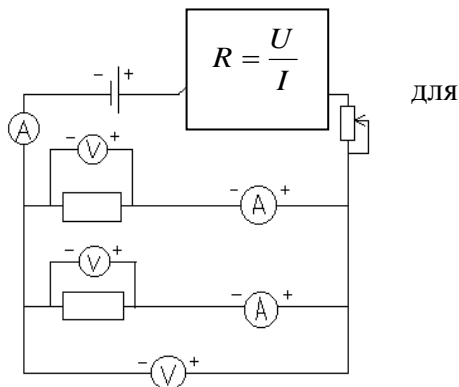 R = U/I
для
- +
A
- V +
- A +
- V +
- A +
- V +